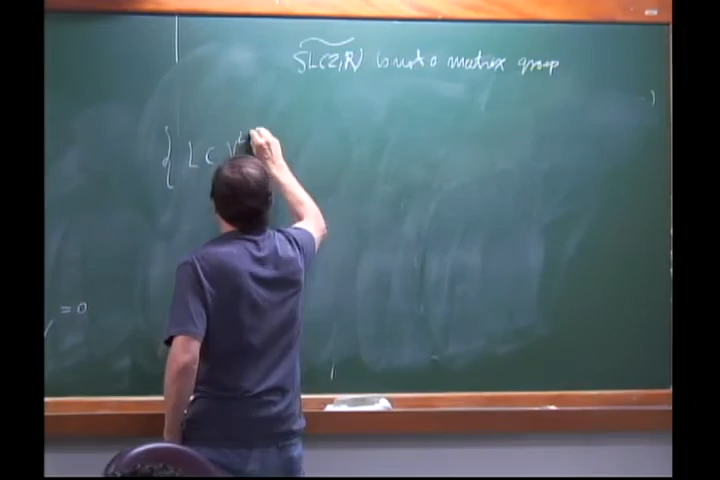 SL(2,R) is not a matrix group
{ L ⊂ V
= 0